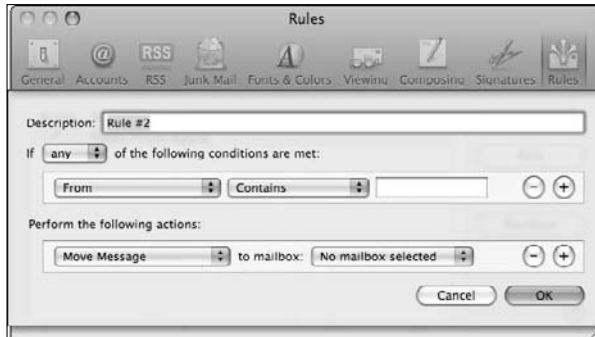 Rules
RSS
General Accounts RSS Junk Mail Fonts & Colors Viewing Composing Signatures Rules
Description: Rule #2
If any of the following conditions are met:
From Contains
Perform the following actions:
Move Message to mailbox: No mailbox selected
Cancel OK